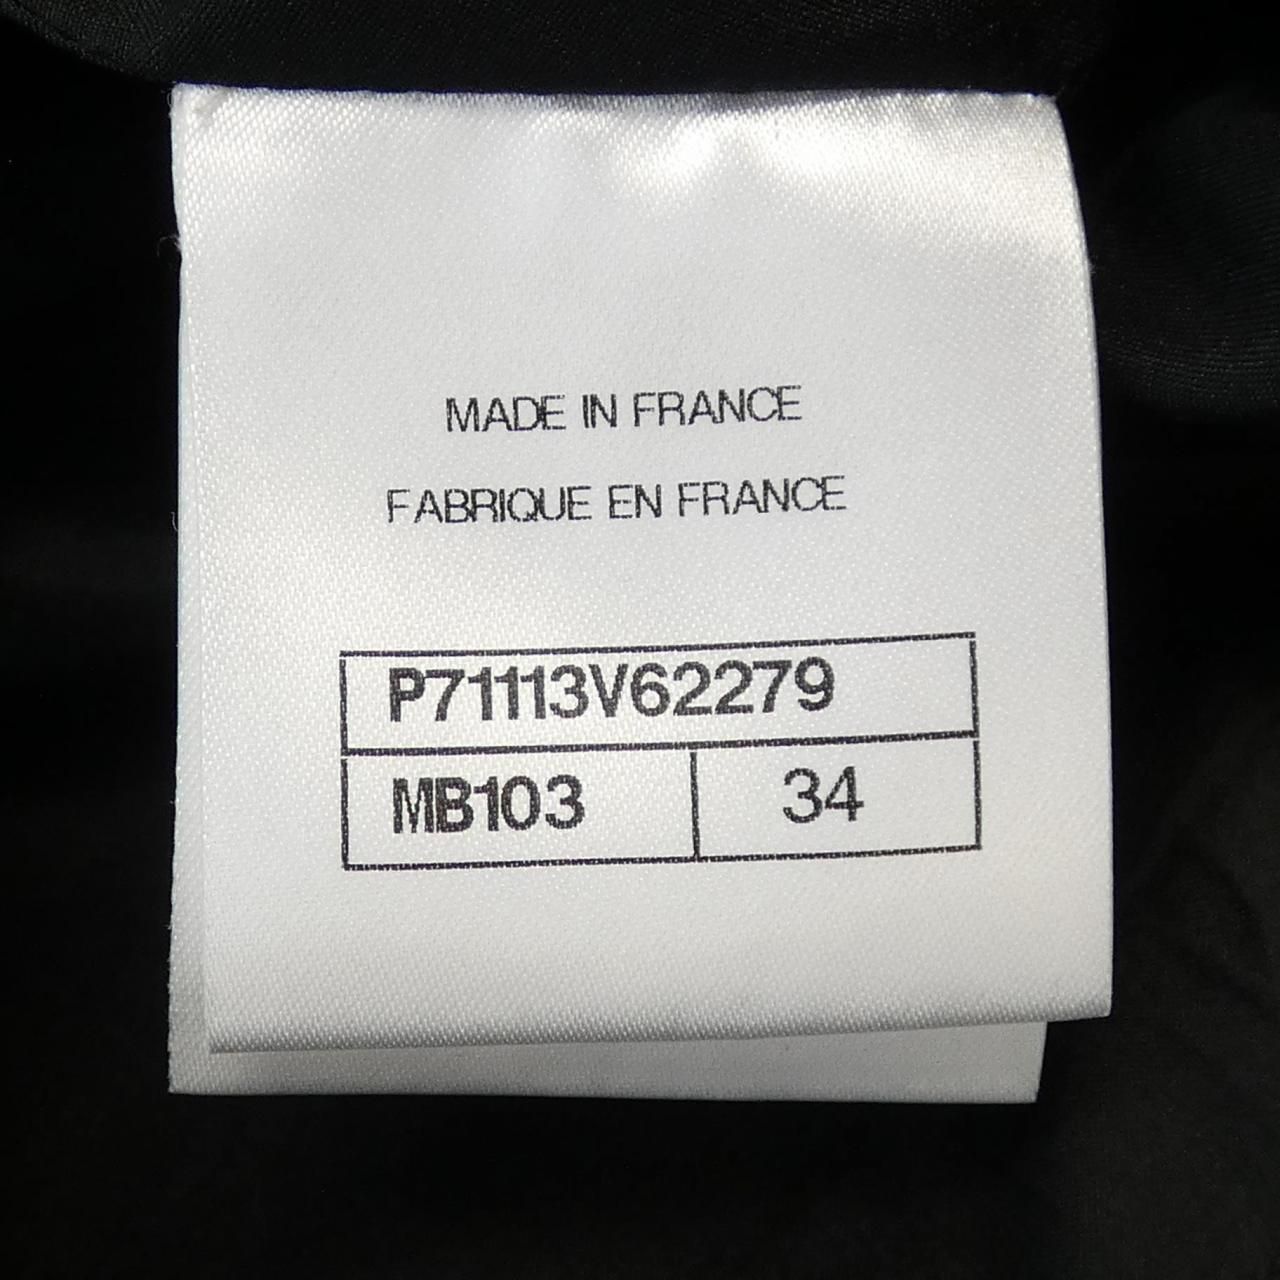 MADE IN FRANCE
FABRIQUE EN FRANCE
P71113V62279
MB103 34